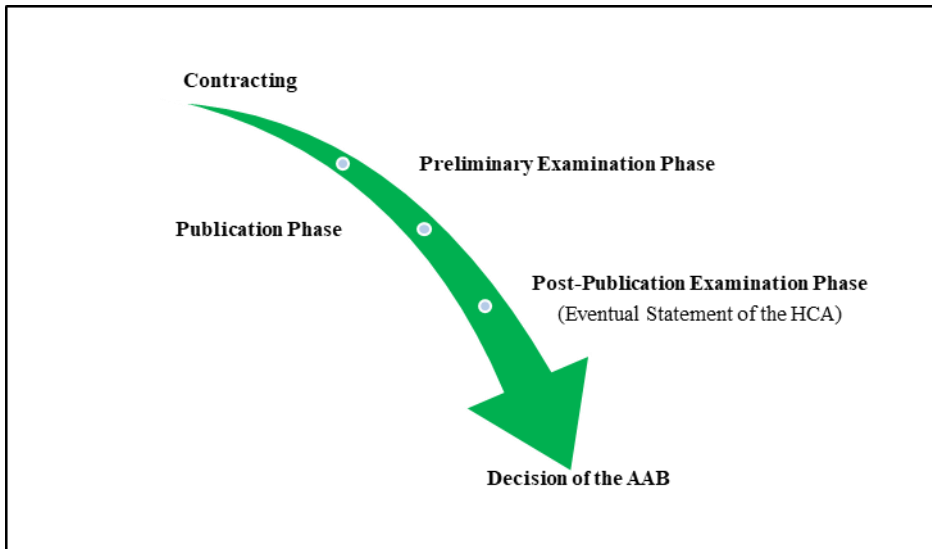 Contracting
Preliminary Examination Phase
Publication Phase
Post-Publication Examination Phase
(Eventual Statement of the HCA)
Decision of the AAB